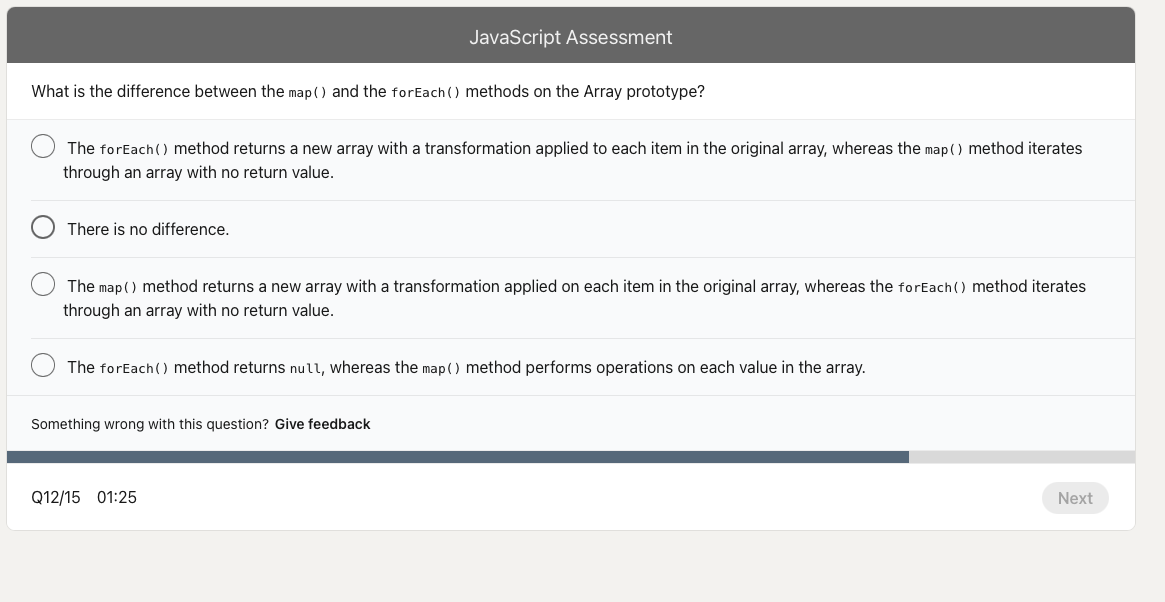 JavaScript Assessment
What is the difference between the map() and the forEach() methods on the Array prototype?
The forEach() method returns a new array with a transformation applied to each item in the original array, whereas the map() method iterates
through an array with no return value.
There is no difference.
The map() method returns a new array with a transformation applied on each item in the original array, whereas the forEach() method iterates
through an array with no return value.
The forEach() method returns null, whereas the map() method performs operations on each value in the array.
Something wrong with this question? Give feedback
Q12/15 01:25 Next